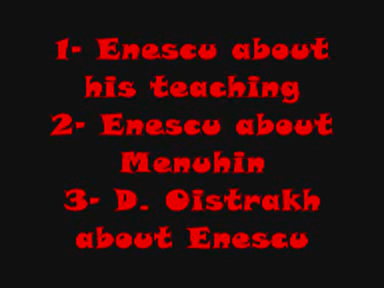 1- Enescu about
his teaching
2- Enescu about
Menuhin
3- D. Oistrakh
about Enescu